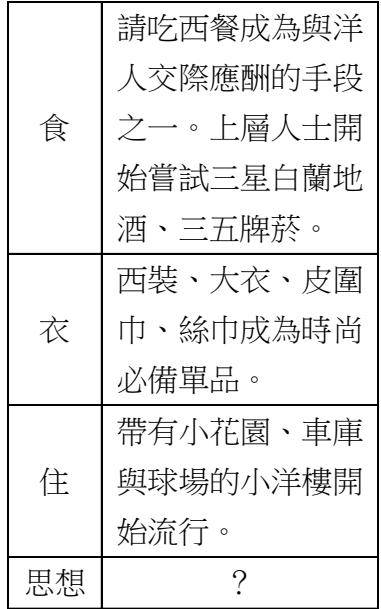 食
請吃西餐成為與洋
人交際應酬的手段
之一。上層人士開
始嘗試三星白蘭地
酒、三五牌菸。
衣
西裝、大衣、皮圍
巾、絲巾成為時尚
必備單品。
住
帶有小花園、車庫
與球場的小洋樓開
始流行。
思想
？